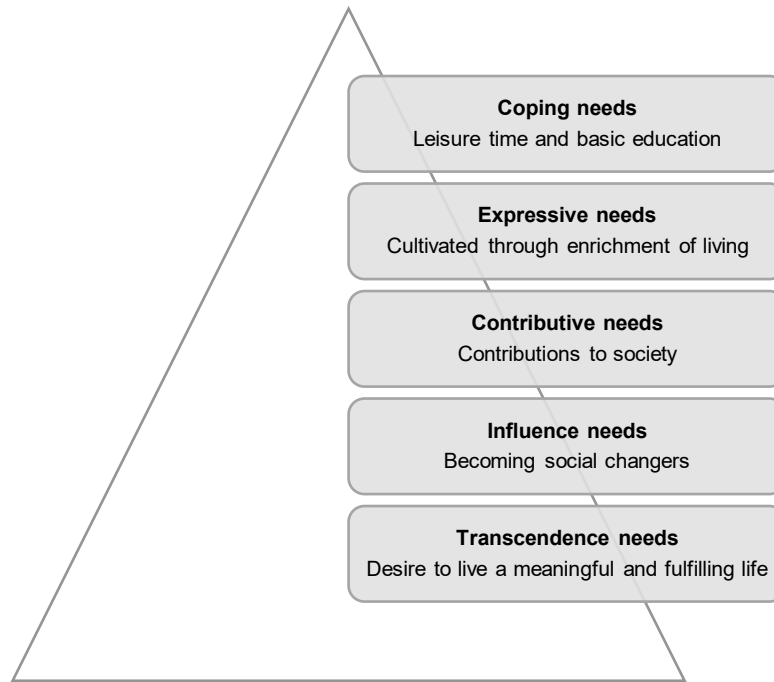 Coping needs
Leisure time and basic education
Expressive needs
Cultivated through enrichment of living
Contributive needs
Contributions to society
Influence needs
Becoming social changers
Transcendence needs
Desire to live a meaningful and fulfilling life